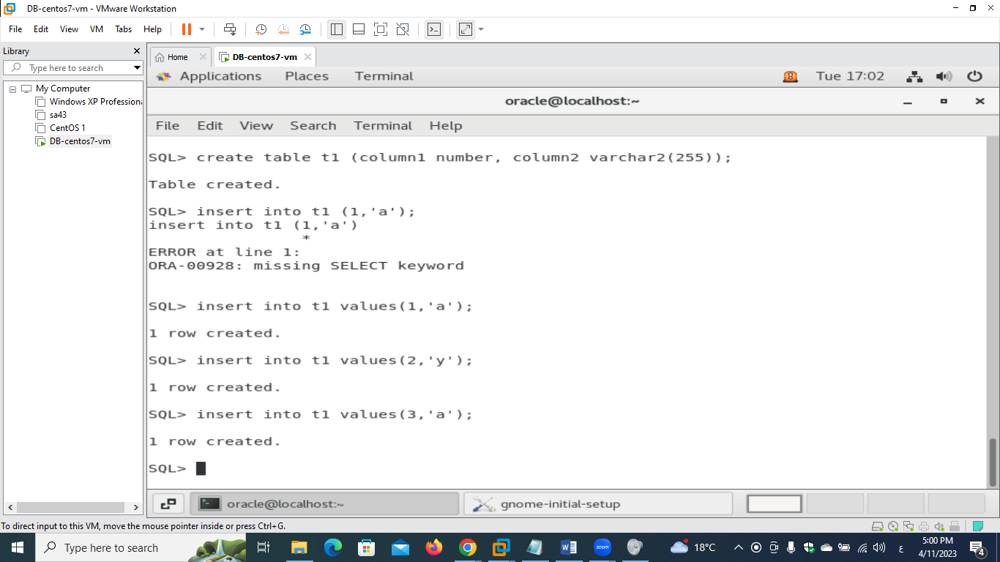 DB-centos7-vm - VMware Workstation
File Edit View VM Tabs Help
Library
Type here to search
My Computer
Windows XP Professiona
sa43
CentOS 1
DB-centos7-vm
Home DB-centos7-vm
Applications Places Terminal Tue 17:02
oracle@localhost:~
File Edit View Search Terminal Help
SQL> create table t1 (column1 number, column2 varchar2(255));
Table created.
SQL> insert into t1 (1,'a');
insert into t1 (1,'a')
*
ERROR at line 1:
ORA-00928: missing SELECT keyword
SQL> insert into t1 values(1,'a');
1 row created.
SQL> insert into t1 values(2,'y');
1 row created.
SQL> insert into t1 values(3,'a');
1 row created.
SQL>
oracle@localhost:~ gnome-initial-setup
To direct input to this VM, move the mouse pointer inside or press Ctrl+G.
Type here to search
zoom
18°C
ع
5:00 PM
4/11/2023
4